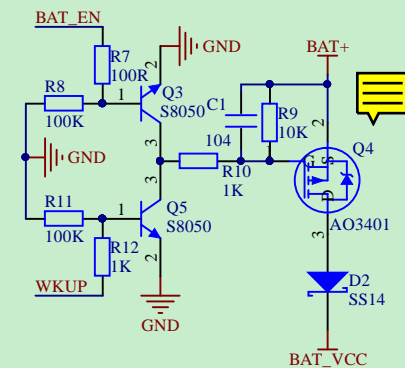 BAT_EN
2
GND
R7
100R
BAT+
R8
100K
1
Q3
S8050
C1
104
R9
10K
2
Q4
G
S
D
GND
3
3
R10
1K
AO3401
R11
100K
1
Q5
S8050
R12
1K
2
3
WKUP
GND
D2
SS14
BAT_VCC